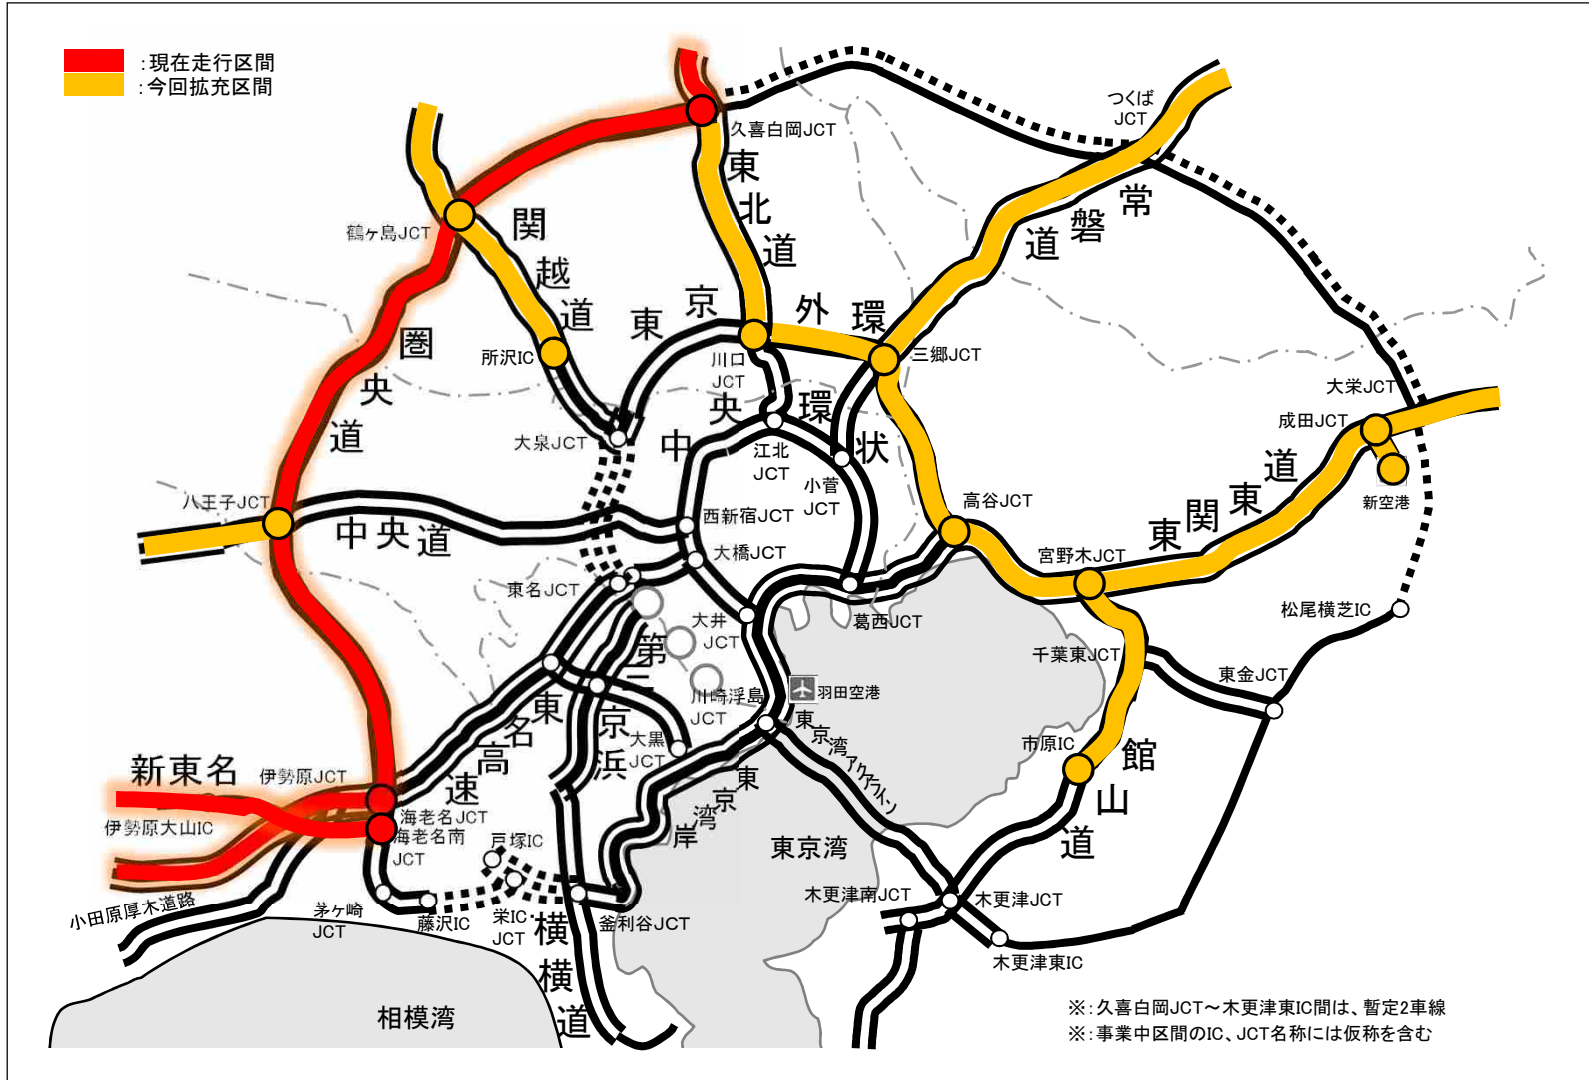 :現在走行区間
:今回拡充区間
つくば
JCT
久喜白岡JCT
東北道
常磐道
鶴ヶ島JCT
関越道
東京外環
所沢IC
川口
JCT
三郷JCT
圏央道
大栄JCT
成田JCT
新空港
大泉JCT
中央環状
江北
JCT
小菅
JCT
八王子JCT
中央道
西新宿JCT
高谷JCT
東関東道
大橋JCT
宮野木JCT
東名JCT
大井
JCT
葛西JCT
松尾横芝IC
千葉東JCT
東金JCT
第三京浜
川崎浮島
JCT
羽田空港
東名高速
大黒
JCT
東京湾アクアライン
市原IC
館山道
新東名
伊勢原JCT
伊勢原大山IC
海老名JCT
海老名南
JCT
戸塚IC
東京湾岸
東京湾
小田原厚木道路
茅ヶ崎
JCT
藤沢IC
栄IC・
JCT
釜利谷JCT
横横道
木更津南JCT
木更津JCT
木更津東IC
相模湾
※:久喜白岡JCT～木更津東IC間は、暫定2車線
※:事業中区間のIC、JCT名称には仮称を含む